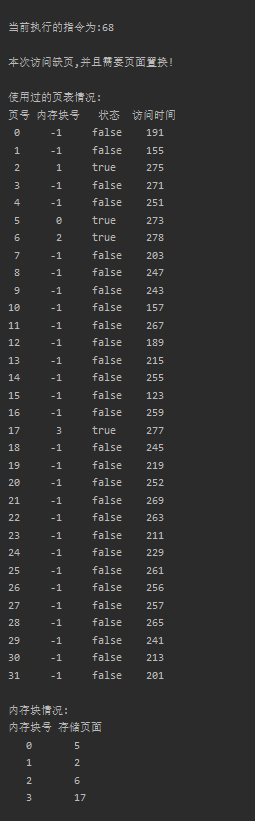 当前执行的指令为:68
本次访问缺页,并且需要页面置换!
使用过的页表情况:
页号 内存块号 状态 访问时间
0 -1 false 191
1 -1 false 155
2 1 true 275
3 -1 false 271
4 -1 false 251
5 0 true 273
6 2 true 278
7 -1 false 203
8 -1 false 247
9 -1 false 243
10 -1 false 157
11 -1 false 267
12 -1 false 189
13 -1 false 215
14 -1 false 255
15 -1 false 123
16 -1 false 259
17 3 true 277
18 -1 false 245
19 -1 false 219
20 -1 false 252
21 -1 false 269
22 -1 false 263
23 -1 false 211
24 -1 false 229
25 -1 false 261
26 -1 false 256
27 -1 false 257
28 -1 false 265
29 -1 false 241
30 -1 false 213
31 -1 false 201
内存块情况:
内存块号 存储页面
0 5
1 2
2 6
3 17